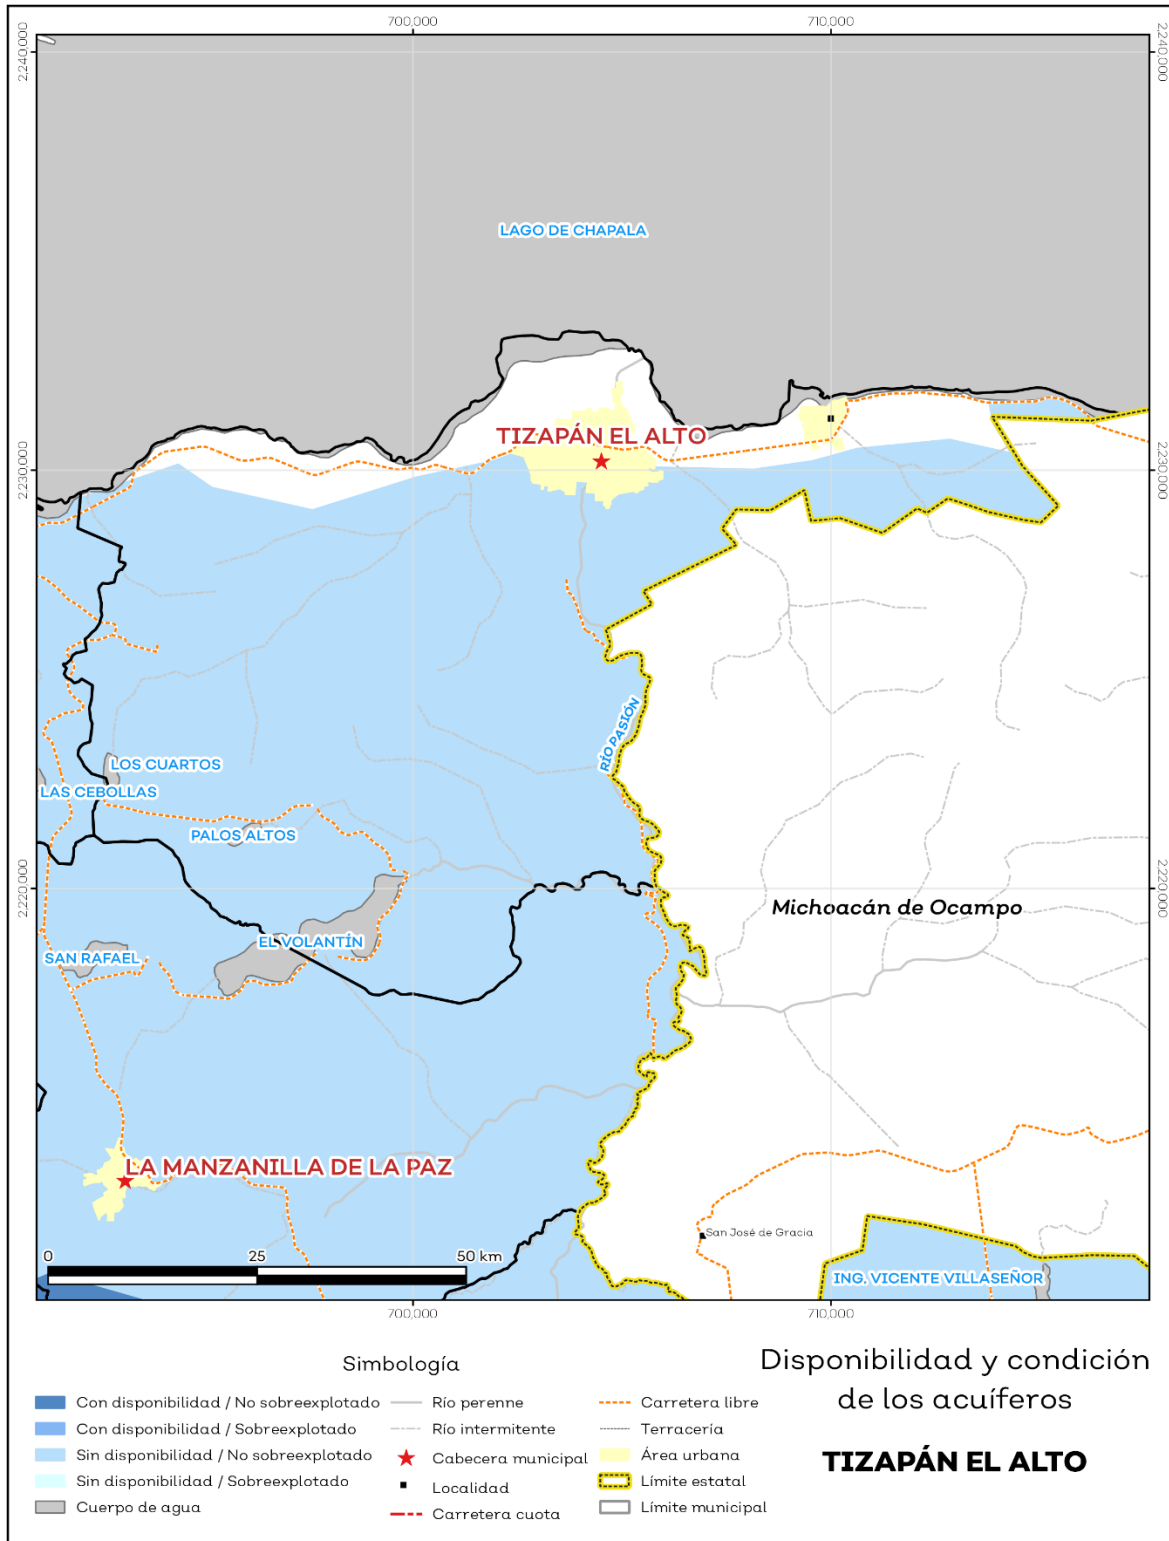 700,000
710,000
2,240,000
2,240,000
LAGO DE CHAPALA
TIZAPÁN EL ALTO
2,230,000
2,230,000
RÍO PASIÓN
LOS CUARTOS
LAS CEBOLLAS
PALOS ALTOS
2,220,000
2,220,000
Michoacán de Ocampo
EL VOLANTÍN
SAN RAFAEL
LA MANZANILLA DE LA PAZ
San José de Gracia
0 25 50 km
ING. VICENTE VILLASEÑOR
700,000
710,000
Simbología
Con disponibilidad / No sobreexplotado
Con disponibilidad / Sobreexplotado
Sin disponibilidad / No sobreexplotado
Sin disponibilidad / Sobreexplotado
Cuerpo de agua
Río perenne
Río intermitente
Cabecera municipal
Localidad
Carretera cuota
Carretera libre
Terracería
Área urbana
Límite estatal
Límite municipal
Disponibilidad y condición
de los acuíferos
TIZAPÁN EL ALTO